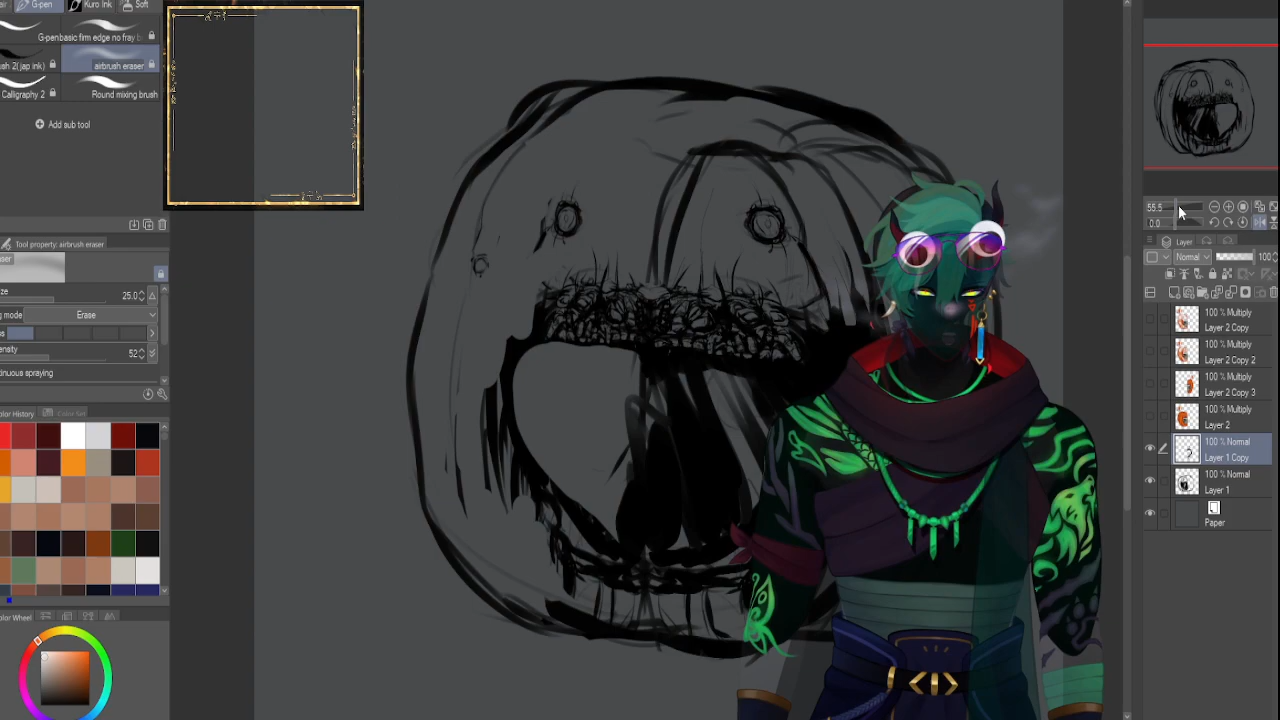 G-pen
Kuro Ink
Soft
G-penbasic firm edge no fray b
airbrush eraser
Calligraphy 2
Round mixing brush
Add sub tool
Tool property: airbrush eraser
25.0
Erase
52
Color Wheel
Color Set
55.5
0.0
Layer
Normal
100
100 % Multiply
Layer 2 Copy
100 % Multiply
Layer 2 Copy 2
100 % Multiply
Layer 2 Copy 3
100 % Multiply
Layer 2
100 % Normal
Layer 1 Copy
100 % Normal
Layer 1
Paper